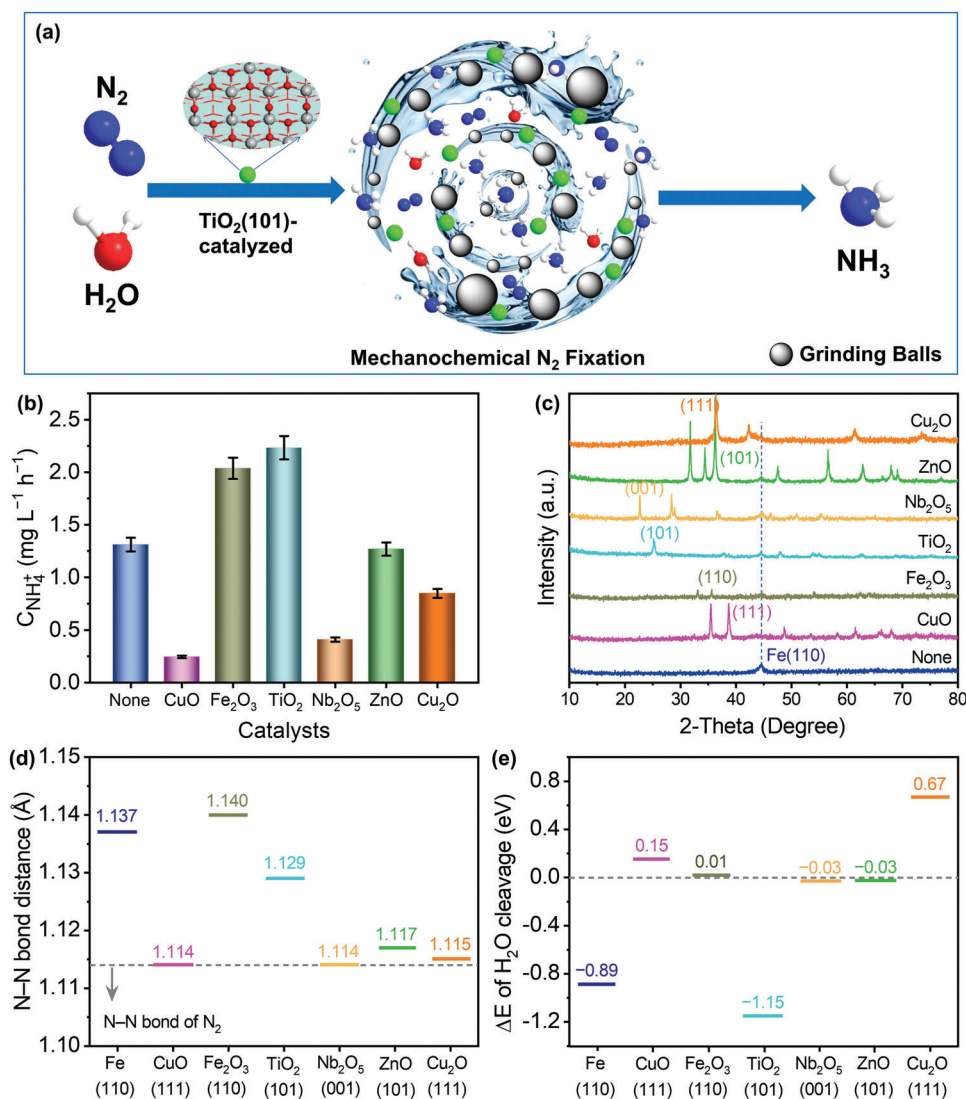 (a)
N₂
H₂O
TiO₂(101)-
catalyzed
NH₃
Mechanochemical N₂ Fixation
Grinding Balls
(b)
C_NH₄⁺ (mg L⁻¹ h⁻¹)
2.5
2.0
1.5
1.0
0.5
0.0
None CuO Fe₂O₃ TiO₂ Nb₂O₅ ZnO Cu₂O
Catalysts
(c)
Intensity (a.u.)
(111)
Cu₂O
ZnO
(101)
(001)
Nb₂O₅
TiO₂
(101)
(110)
Fe₂O₃
CuO
(111)
Fe(110)
None
10 20 30 40 50 60 70 80
2-Theta (Degree)
(d)
N–N bond distance (Å)
1.15
1.14
1.13
1.12
1.11
1.10
1.137
1.114
1.140
1.129
1.114
1.117
1.115
N–N bond of N₂
Fe CuO Fe₂O₃ TiO₂ Nb₂O₅ ZnO Cu₂O
(110) (111) (110) (101) (001) (101) (111)
(e)
ΔE of H₂O cleavage (eV)
0.8
0.4
0.0
-0.4
-0.8
-1.2
−0.89
0.15
0.01
−1.15
−0.03
−0.03
0.67
Fe CuO Fe₂O₃ TiO₂ Nb₂O₅ ZnO Cu₂O
(110) (111) (110) (101) (001) (101) (111)